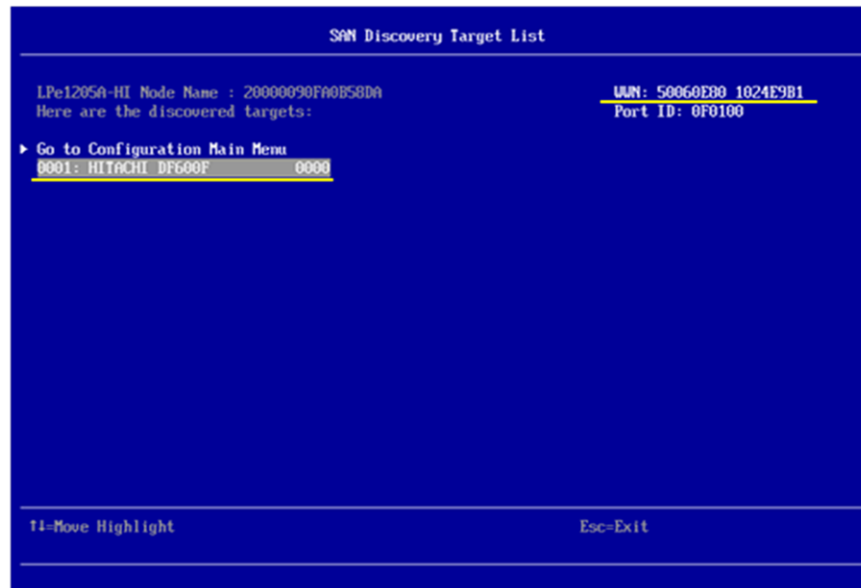 SAN Discovery Target List
LPe1205A-HI Node Name : 20000090FA0B58DA
WWN: 50060E80 1024E9B1
Here are the discovered targets:
Port ID: 0F0100
Go to Configuration Main Menu
0001: HITACHI DF600F 0000
↑↓=Move Highlight
Esc=Exit